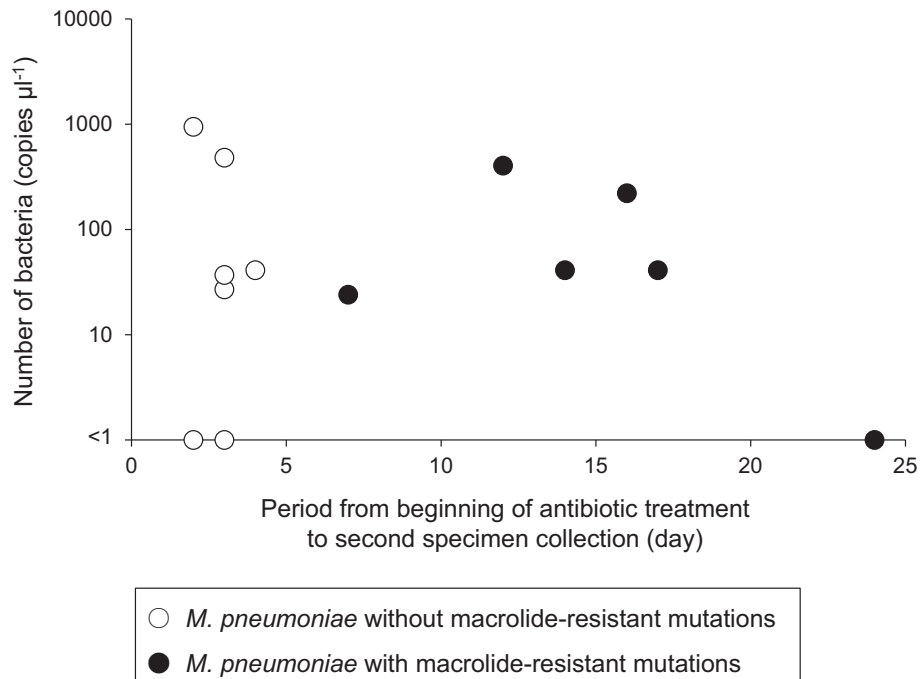 10000
1000
100
10
<1
0
5
10
15
20
25
Number of bacteria (copies µl⁻¹)
Period from beginning of antibiotic treatment
to second specimen collection (day)
M. pneumoniae without macrolide-resistant mutations
M. pneumoniae with macrolide-resistant mutations